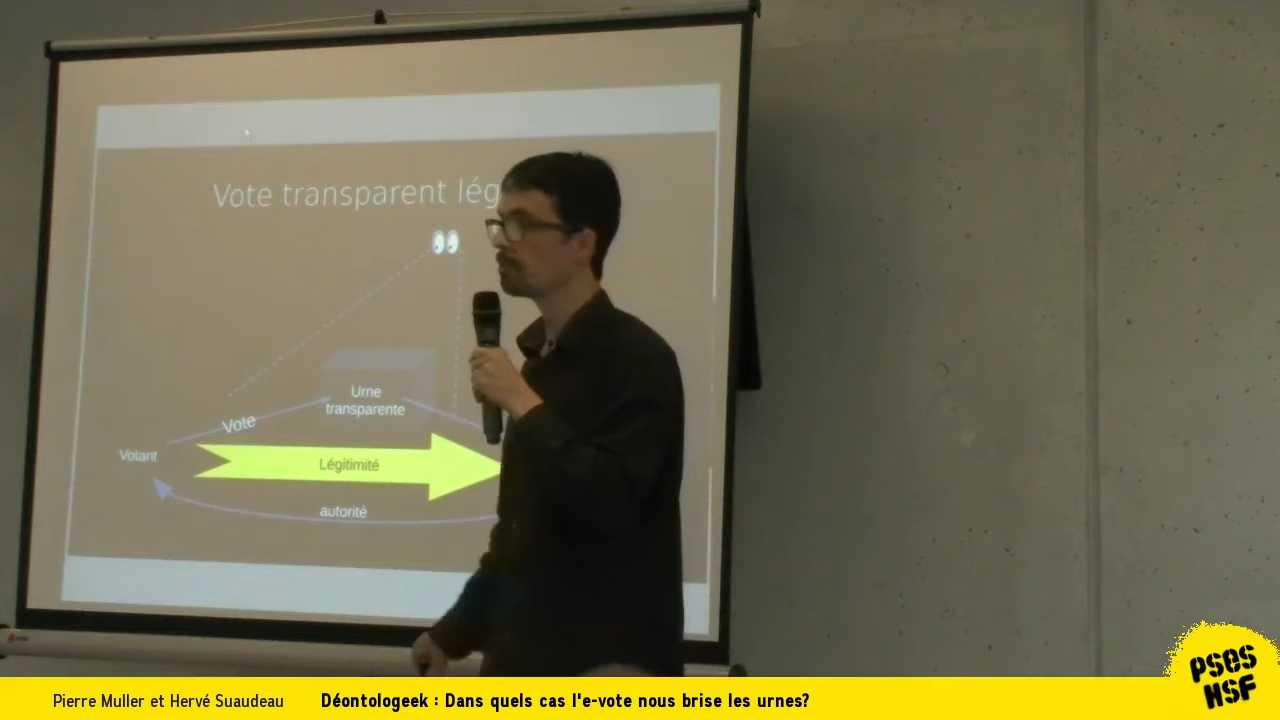 Vote transparent lég
Urne
transparente
Vote
Votant
Légitimité
autorité
PSES
HSF
Pierre Muller et Hervé Suaudeau
Déontologeek : Dans quels cas l'e-vote nous brise les urnes?